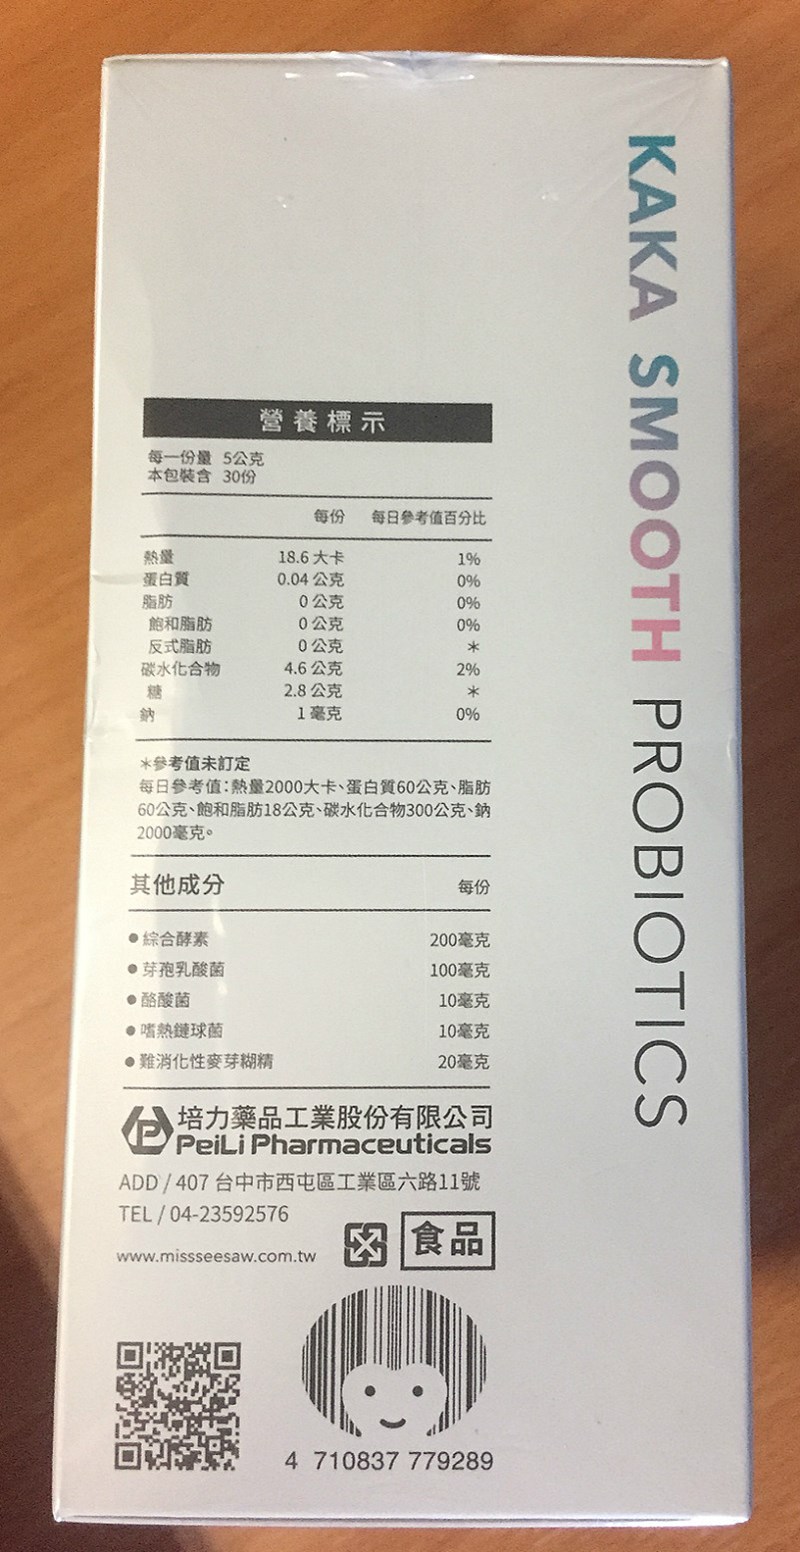 KAKA SMOOTH PROBIOTICS
營養標示
每一份量 5公克
本包裝含 30份
每份 每日參考值百分比
熱量 18.6 大卡 1%
蛋白質 0.04 公克 0%
脂肪 0 公克 0%
飽和脂肪 0 公克 0%
反式脂肪 0 公克 *
碳水化合物 4.6 公克 2%
糖 2.8 公克 *
鈉 1 毫克 0%
*參考值未訂定
每日參考值:熱量2000大卡、蛋白質60公克、脂肪
60公克、飽和脂肪18公克、碳水化合物300公克、鈉
2000毫克。
其他成分 每份
●綜合酵素 200毫克
●芽孢乳酸菌 100毫克
●酪酸菌 10毫克
●嗜熱鏈球菌 10毫克
●難消化性麥芽糊精 20毫克
培力藥品工業股份有限公司
PeiLi Pharmaceuticals
ADD / 407 台中市西屯區工業區六路11號
TEL / 04-23592576
www.missseesaw.com.tw
食品
4 710837 779289